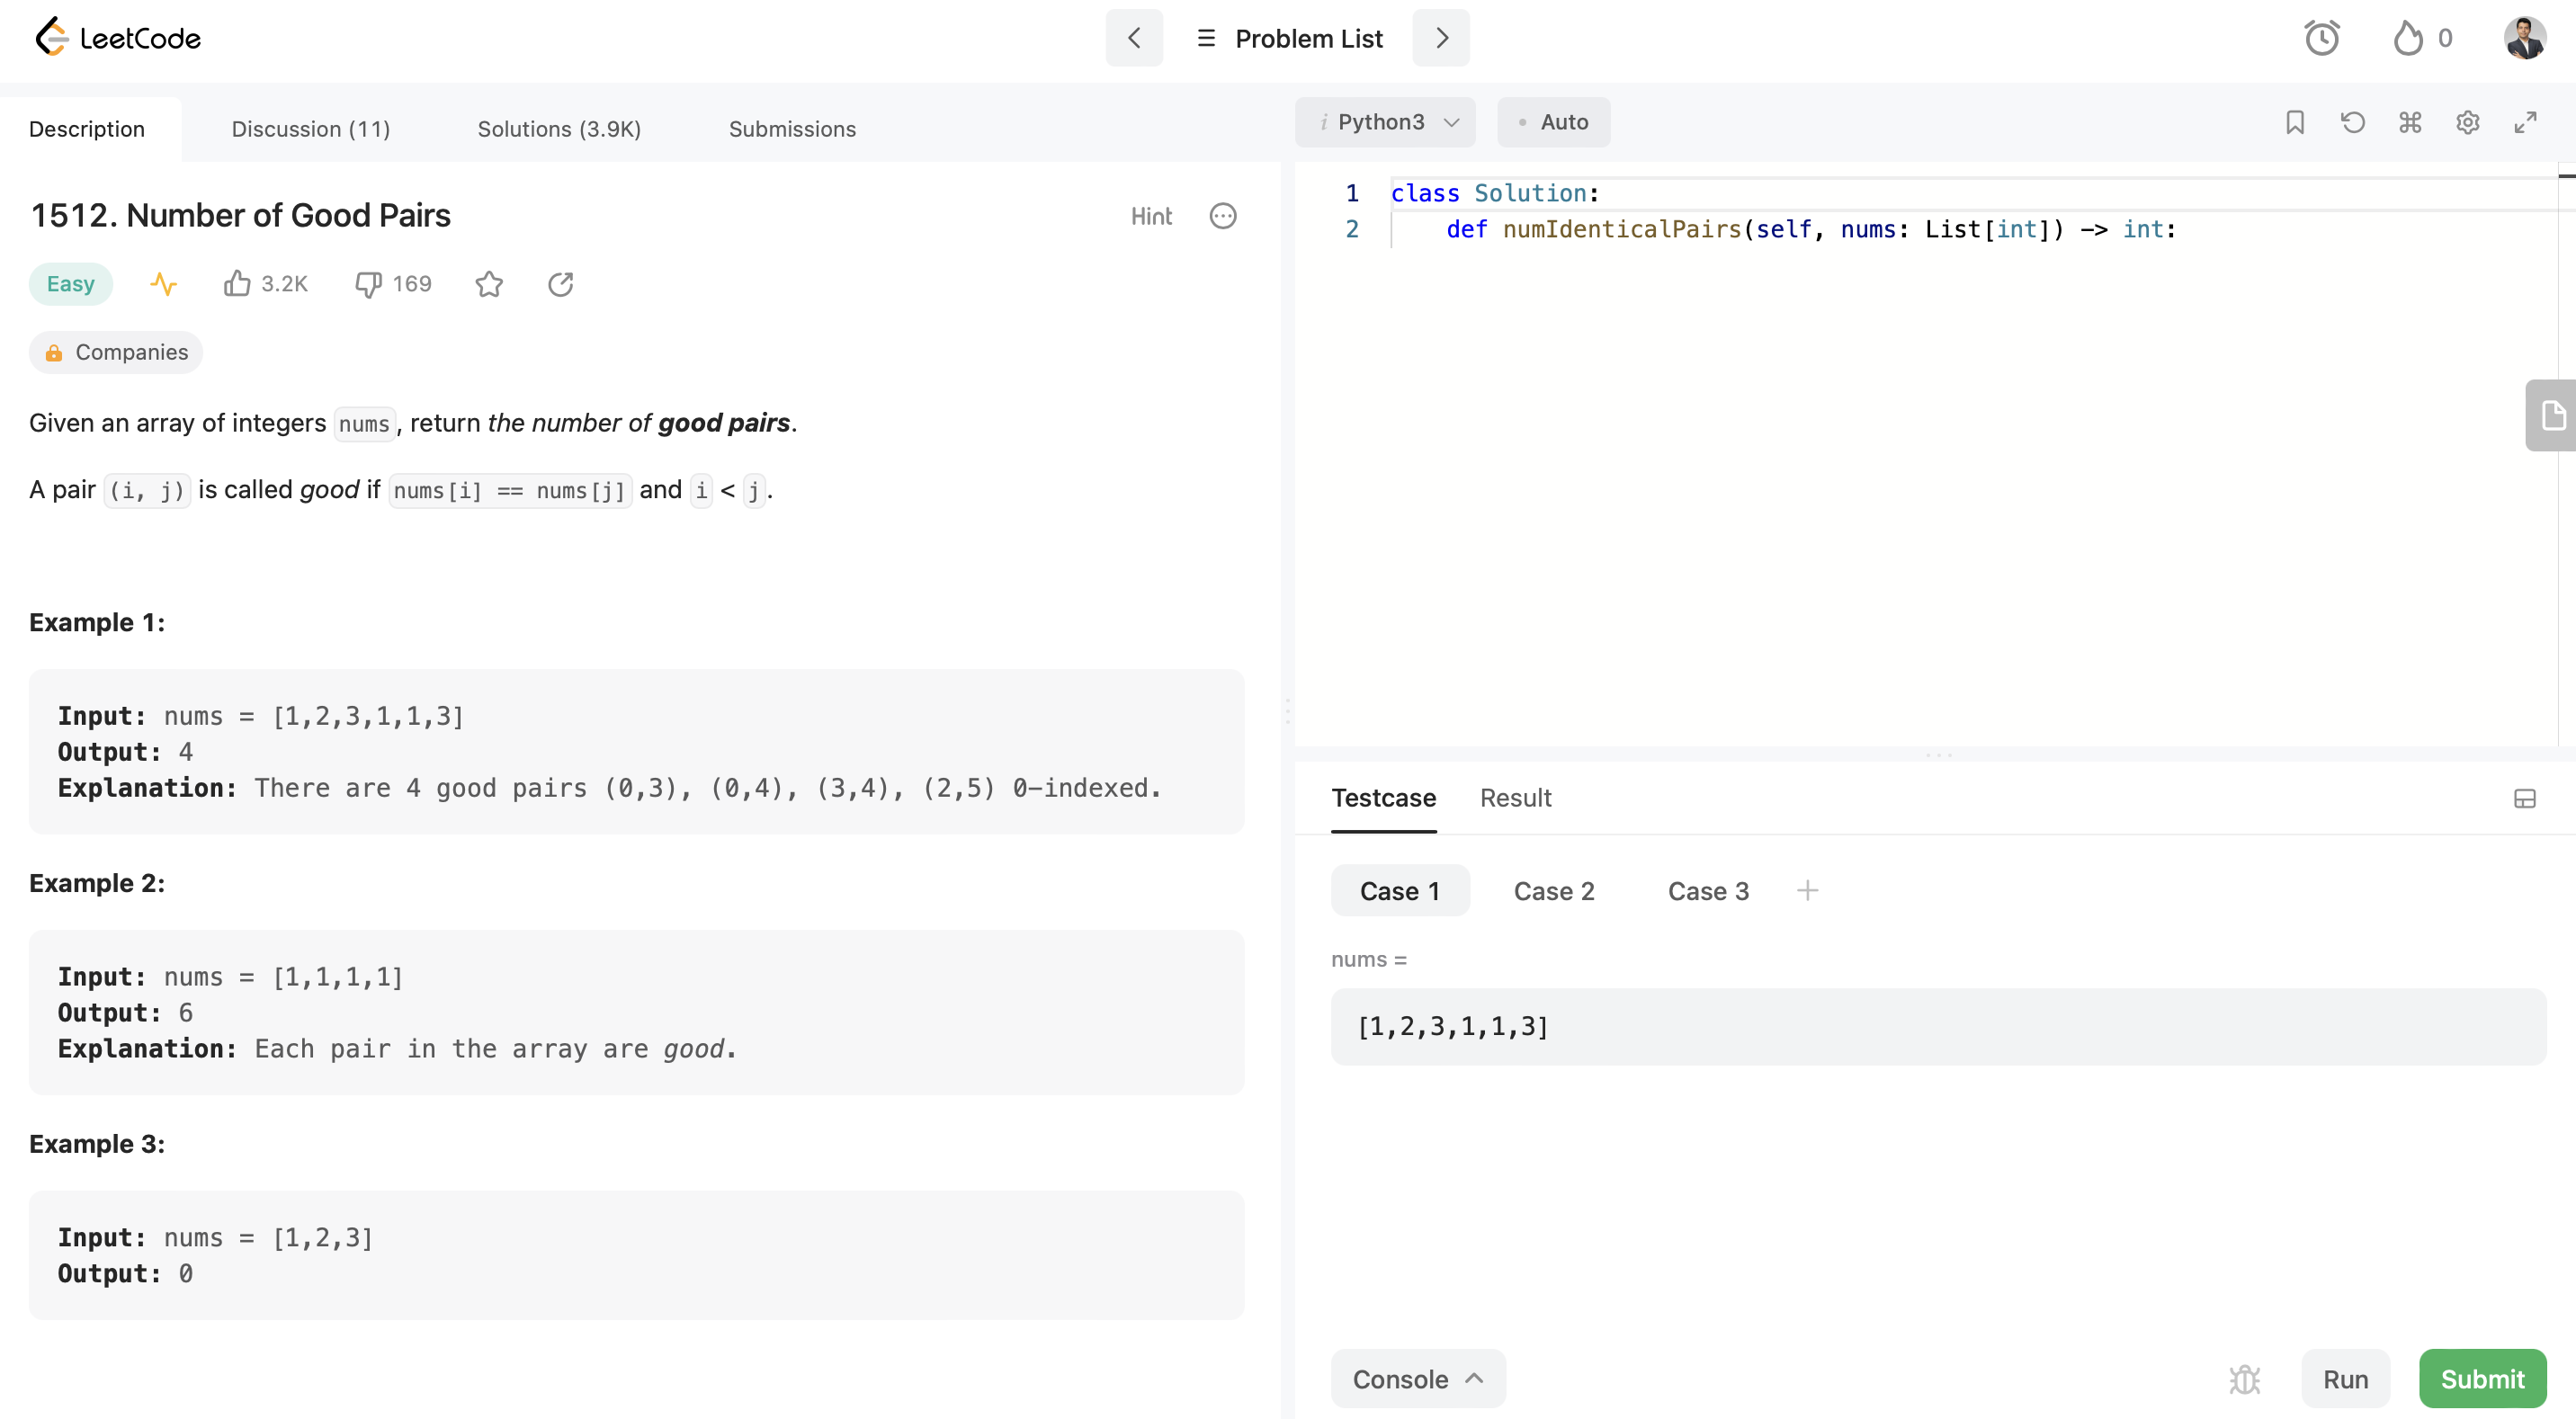 LeetCode
Problem List
0
Description
Discussion (11)
Solutions (3.9K)
Submissions
1512. Number of Good Pairs
Hint
Easy
3.2K
169
Companies
Given an array of integers nums, return the number of good pairs.
A pair (i, j) is called good if nums[i] == nums[j] and i < j.
Example 1:
Input: nums = [1,2,3,1,1,3]
Output: 4
Explanation: There are 4 good pairs (0,3), (0,4), (3,4), (2,5) 0-indexed.
Example 2:
Input: nums = [1,1,1,1]
Output: 6
Explanation: Each pair in the array are good.
Example 3:
Input: nums = [1,2,3]
Output: 0
i Python3
• Auto
1 class Solution:
2 def numIdenticalPairs(self, nums: List[int]) -> int:
Testcase
Result
Case 1
Case 2
Case 3
+
nums =
[1,2,3,1,1,3]
Console
Run
Submit